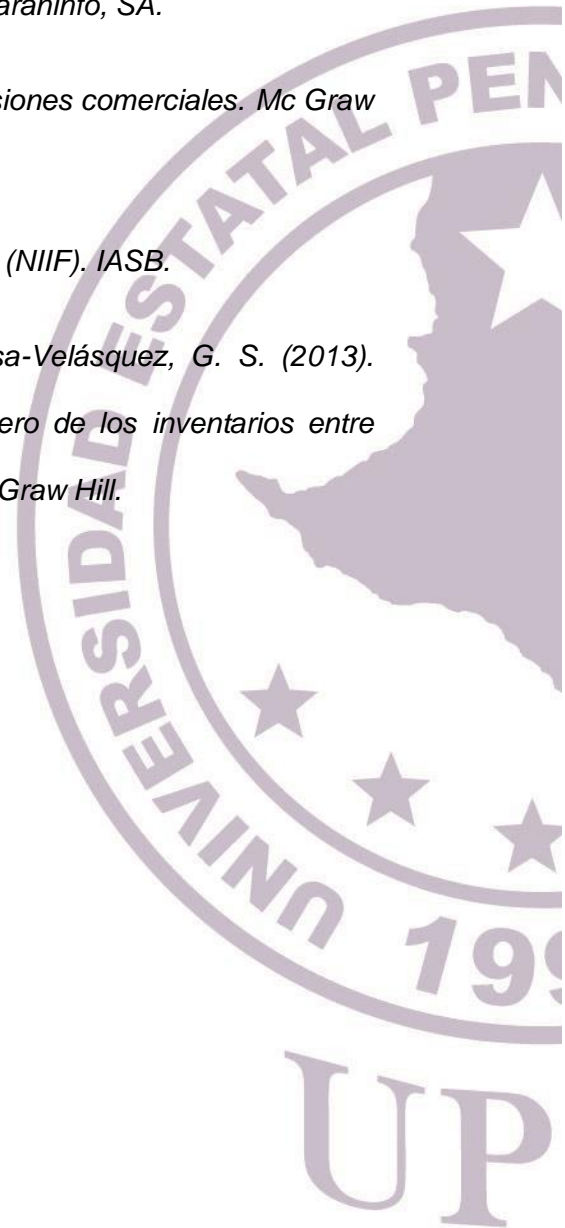 araninfo, SA.
siones comerciales. Mc Graw
(NIIF). IASB.
sa-Velásquez, G. S. (2013).
ero de los inventarios entre
Graw Hill.
UNIVERSIDAD ESTATAL PEN
199
UP